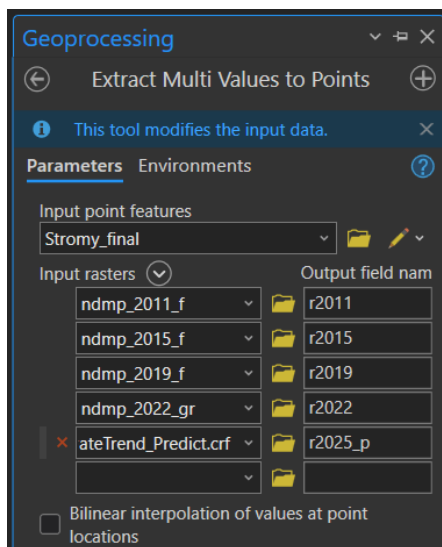 Geoprocessing
Extract Multi Values to Points
This tool modifies the input data.
Parameters Environments
Input point features
Stromy_final
Input rasters Output field nam
ndmp_2011_f r2011
ndmp_2015_f r2015
ndmp_2019_f r2019
ndmp_2022_gr r2022
ateTrend_Predict.crf r2025_p
Bilinear interpolation of values at point
locations